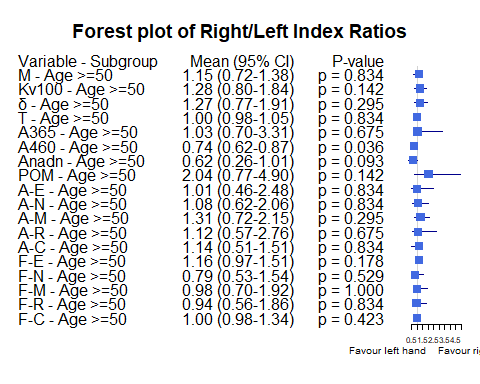 Forest plot of Right/Left Index Ratios
Variable - Subgroup Mean (95% CI) P-value
M - Age >=50 1.15 (0.72-1.38) p = 0.834
Kv100 - Age >=50 1.28 (0.80-1.84) p = 0.142
δ - Age >=50 1.27 (0.77-1.91) p = 0.295
T - Age >=50 1.00 (0.98-1.05) p = 0.834
A365 - Age >=50 1.03 (0.70-3.31) p = 0.675
A460 - Age >=50 0.74 (0.62-0.87) p = 0.036
Anadn - Age >=50 0.62 (0.26-1.01) p = 0.093
POM - Age >=50 2.04 (0.77-4.90) p = 0.142
A-E - Age >=50 1.01 (0.46-2.48) p = 0.834
A-N - Age >=50 1.08 (0.62-2.06) p = 0.834
A-M - Age >=50 1.31 (0.72-2.15) p = 0.295
A-R - Age >=50 1.12 (0.57-2.76) p = 0.675
A-C - Age >=50 1.14 (0.51-1.51) p = 0.834
F-E - Age >=50 1.16 (0.97-1.51) p = 0.178
F-N - Age >=50 0.79 (0.53-1.54) p = 0.529
F-M - Age >=50 0.98 (0.70-1.92) p = 1.000
F-R - Age >=50 0.94 (0.56-1.86) p = 0.834
F-C - Age >=50 1.00 (0.98-1.34) p = 0.423
0.51.52.53.54.5
Favour left hand Favour ri